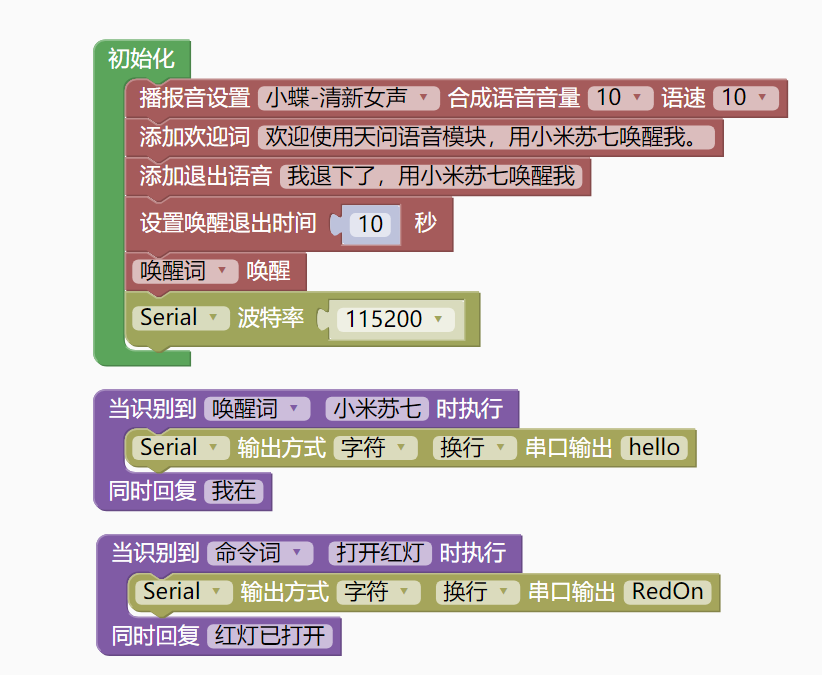 初始化
播报音设置 小蝶-清新女声 合成语音音量 10 语速 10
添加欢迎词 欢迎使用天问语音模块，用小米苏七唤醒我。
添加退出语音 我退下了，用小米苏七唤醒我
设置唤醒退出时间 10 秒
唤醒词 唤醒
Serial 波特率 115200
当识别到 唤醒词 小米苏七 时执行
Serial 输出方式 字符 换行 串口输出 hello
同时回复 我在
当识别到 命令词 打开红灯 时执行
Serial 输出方式 字符 换行 串口输出 RedOn
同时回复 红灯已打开